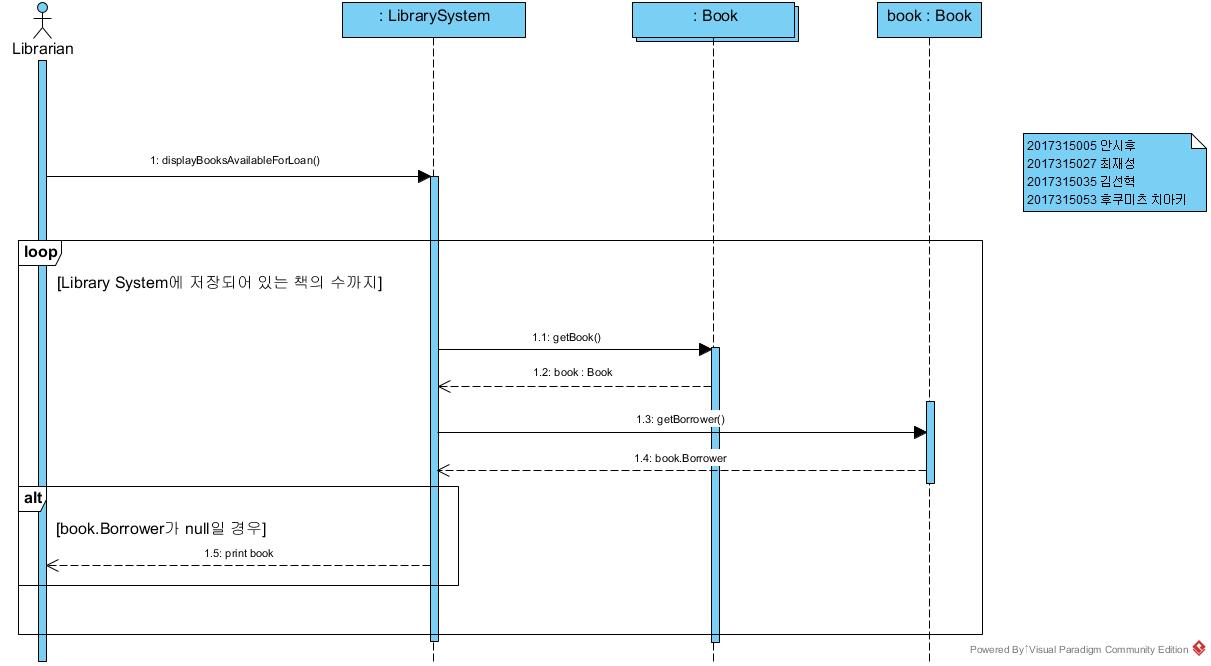 Librarian
: LibrarySystem
: Book
book : Book
2017315005 안시후
2017315027 최재성
2017315035 김선혁
2017315053 후쿠미츠 치아키
1: displayBooksAvailableForLoan()
loop
[Library System에 저장되어 있는 책의 수까지]
1.1: getBook()
1.2: book : Book
1.3: getBorrower()
1.4: book.Borrower
alt
[book.Borrower가 null일 경우]
1.5: print book
Powered By Visual Paradigm Community Edition